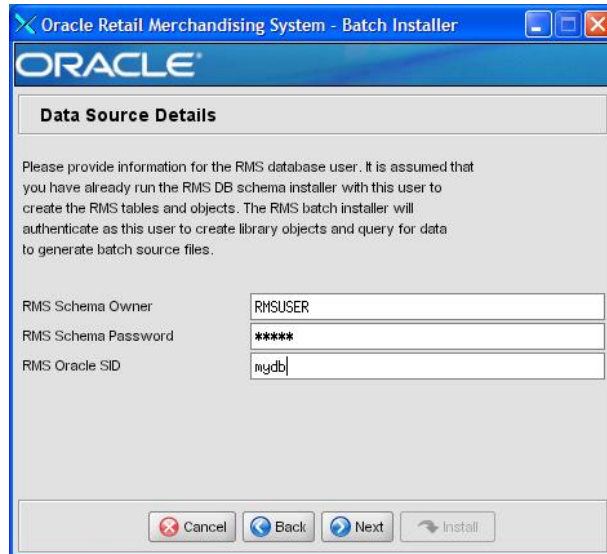 Oracle Retail Merchandising System - Batch Installer
ORACLE®
Data Source Details
Please provide information for the RMS database user. It is assumed that
you have already run the RMS DB schema installer with this user to
create the RMS tables and objects. The RMS batch installer will
authenticate as this user to create library objects and query for data
to generate batch source files.
RMS Schema Owner RMSUSER
RMS Schema Password *****
RMS Oracle SID mydb
Cancel Back Next Install